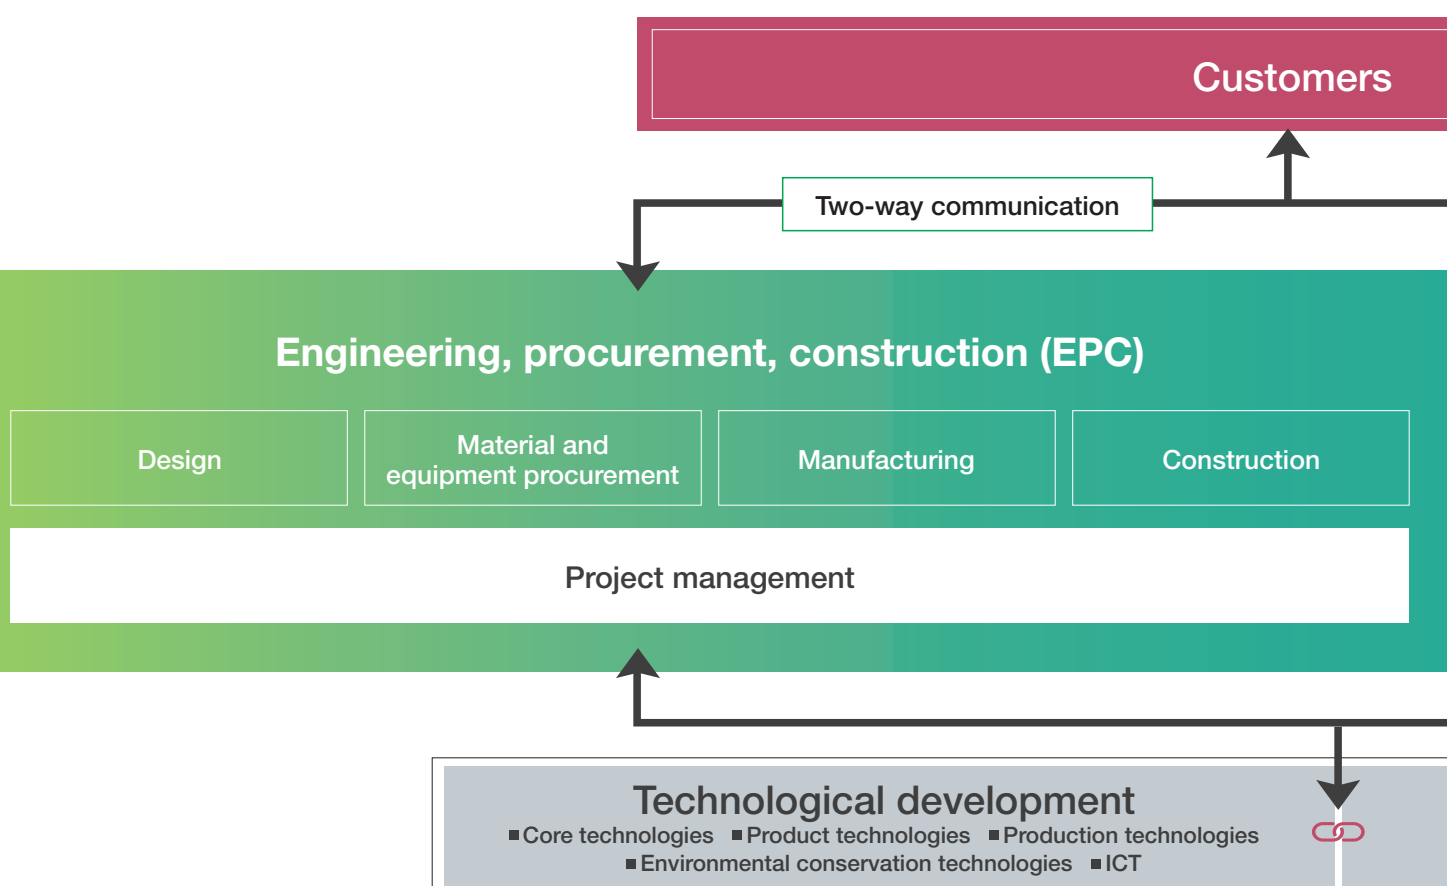 Customers
Two-way communication
Engineering, procurement, construction (EPC)
Design
Material and
equipment procurement
Manufacturing
Construction
Project management
Technological development
■Core technologies ■Product technologies ■Production technologies
■Environmental conservation technologies ■ICT